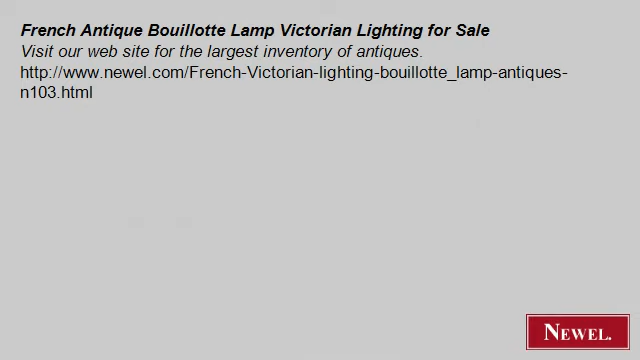 French Antique Bouillotte Lamp Victorian Lighting for Sale
Visit our web site for the largest inventory of antiques.
http://www.newel.com/French-Victorian-lighting-bouillotte_lamp-antiques-
n103.html
NEWEL.